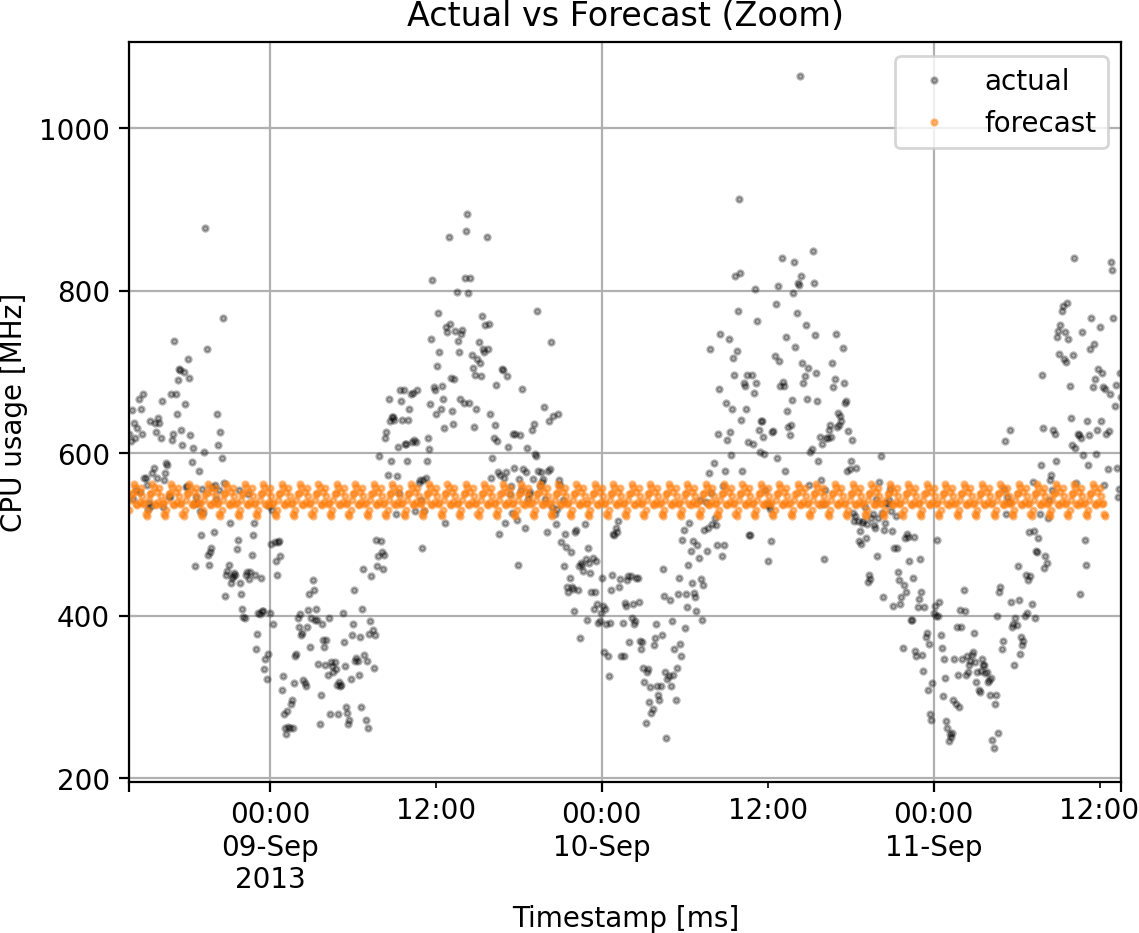 Actual vs Forecast (Zoom)
actual
forecast
CPU usage [MHz]
1000
800
600
400
200
00:00 12:00 00:00 12:00 00:00 12:00
09-Sep 10-Sep 11-Sep
2013
Timestamp [ms]